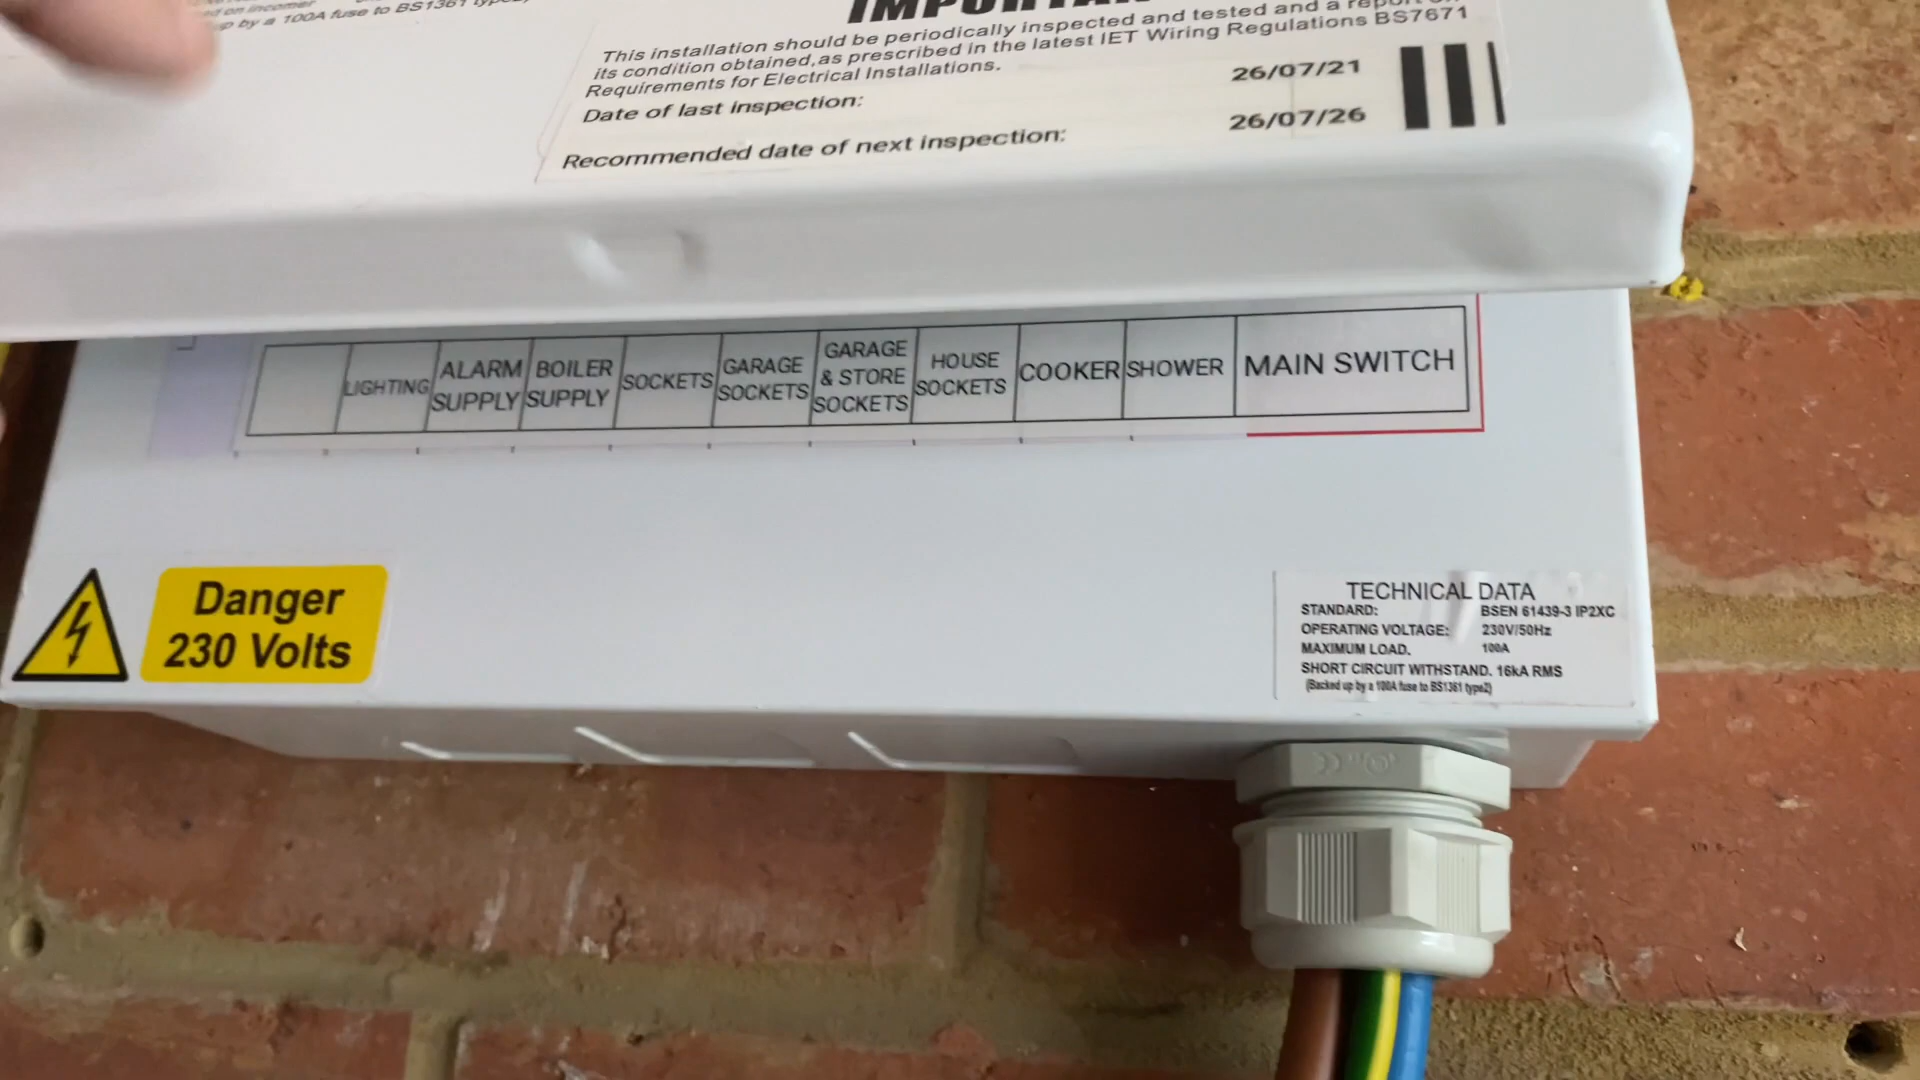 on incomer
up by a 100A fuse to BS1361 type2)
This installation should be periodically inspected and tested and a report on
its condition obtained,as prescribed in the latest IET Wiring Regulations BS7671
Requirements for Electrical Installations.
Date of last inspection: 26/07/21
Recommended date of next inspection: 26/07/26
LIGHTING
ALARM
SUPPLY
BOILER
SUPPLY
SOCKETS
GARAGE
SOCKETS
GARAGE
& STORE
SOCKETS
HOUSE
SOCKETS
COOKER
SHOWER
MAIN SWITCH
Danger
230 Volts
TECHNICAL DATA
STANDARD: BSEN 61439-3 IP2XC
OPERATING VOLTAGE: 230V/50Hz
MAXIMUM LOAD. 100A
SHORT CIRCUIT WITHSTAND. 16kA RMS
(Backed up by a 100A fuse to BS1361 type2)